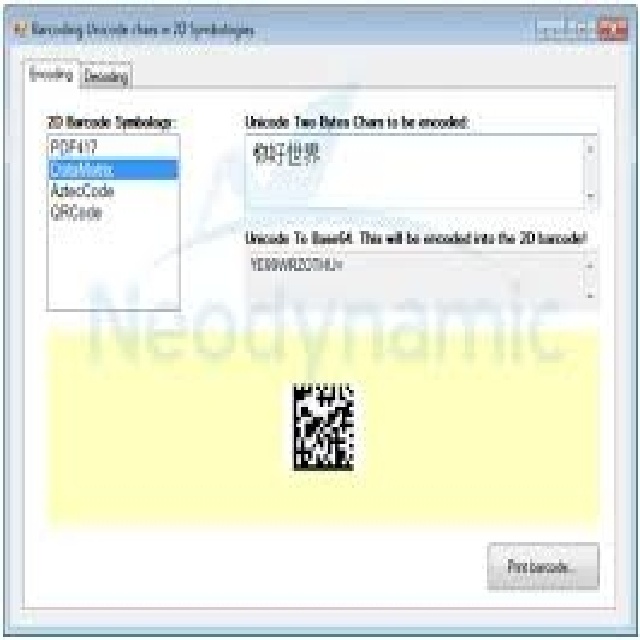 Barcoding Unicode chars in 2D Symbologies
Encoding Decoding
2D Barcode Symbology:
PDF417
DataMatrix
AztecCode
QRCode
Unicode Two Bytes Chars to be encoded:
你好世界
Unicode To Base64. This will be encoded into the 2D barcode!
Neodynamic
Print barcode...